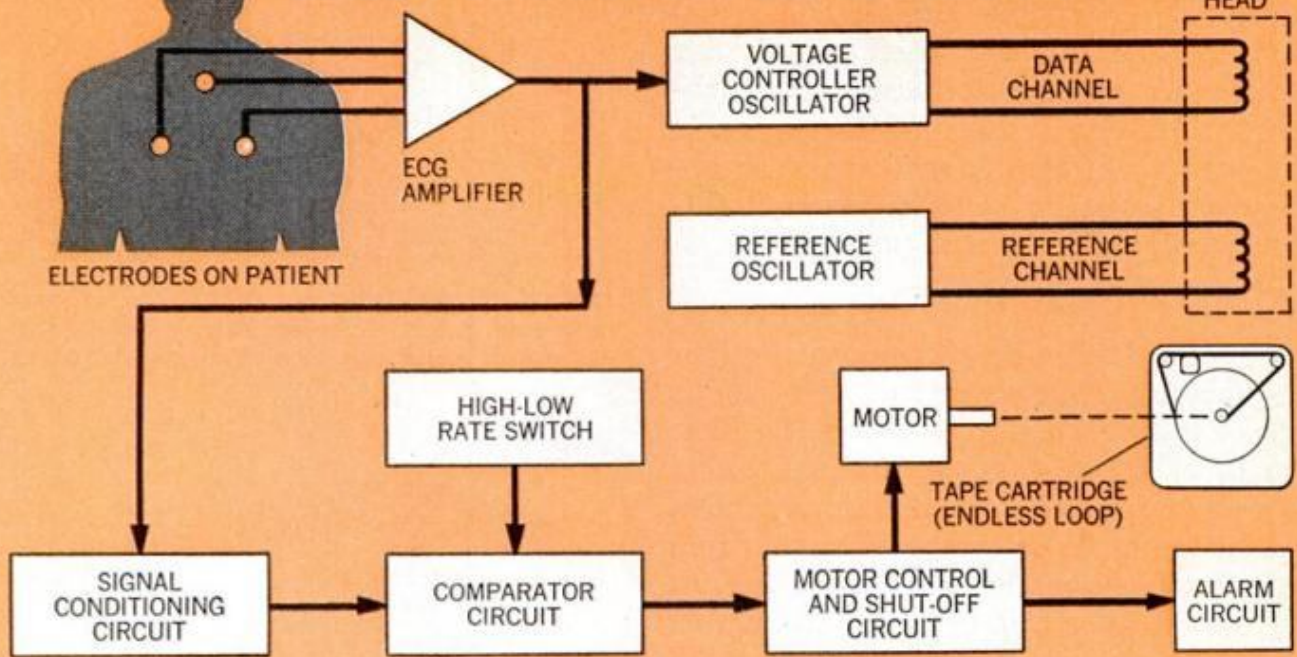 HEAD
VOLTAGE
CONTROLLER
OSCILLATOR
DATA
CHANNEL
ECG
AMPLIFIER
ELECTRODES ON PATIENT
REFERENCE
OSCILLATOR
REFERENCE
CHANNEL
HIGH-LOW
RATE SWITCH
MOTOR
TAPE CARTRIDGE
(ENDLESS LOOP)
SIGNAL
CONDITIONING
CIRCUIT
COMPARATOR
CIRCUIT
MOTOR CONTROL
AND SHUT-OFF
CIRCUIT
ALARM
CIRCUIT